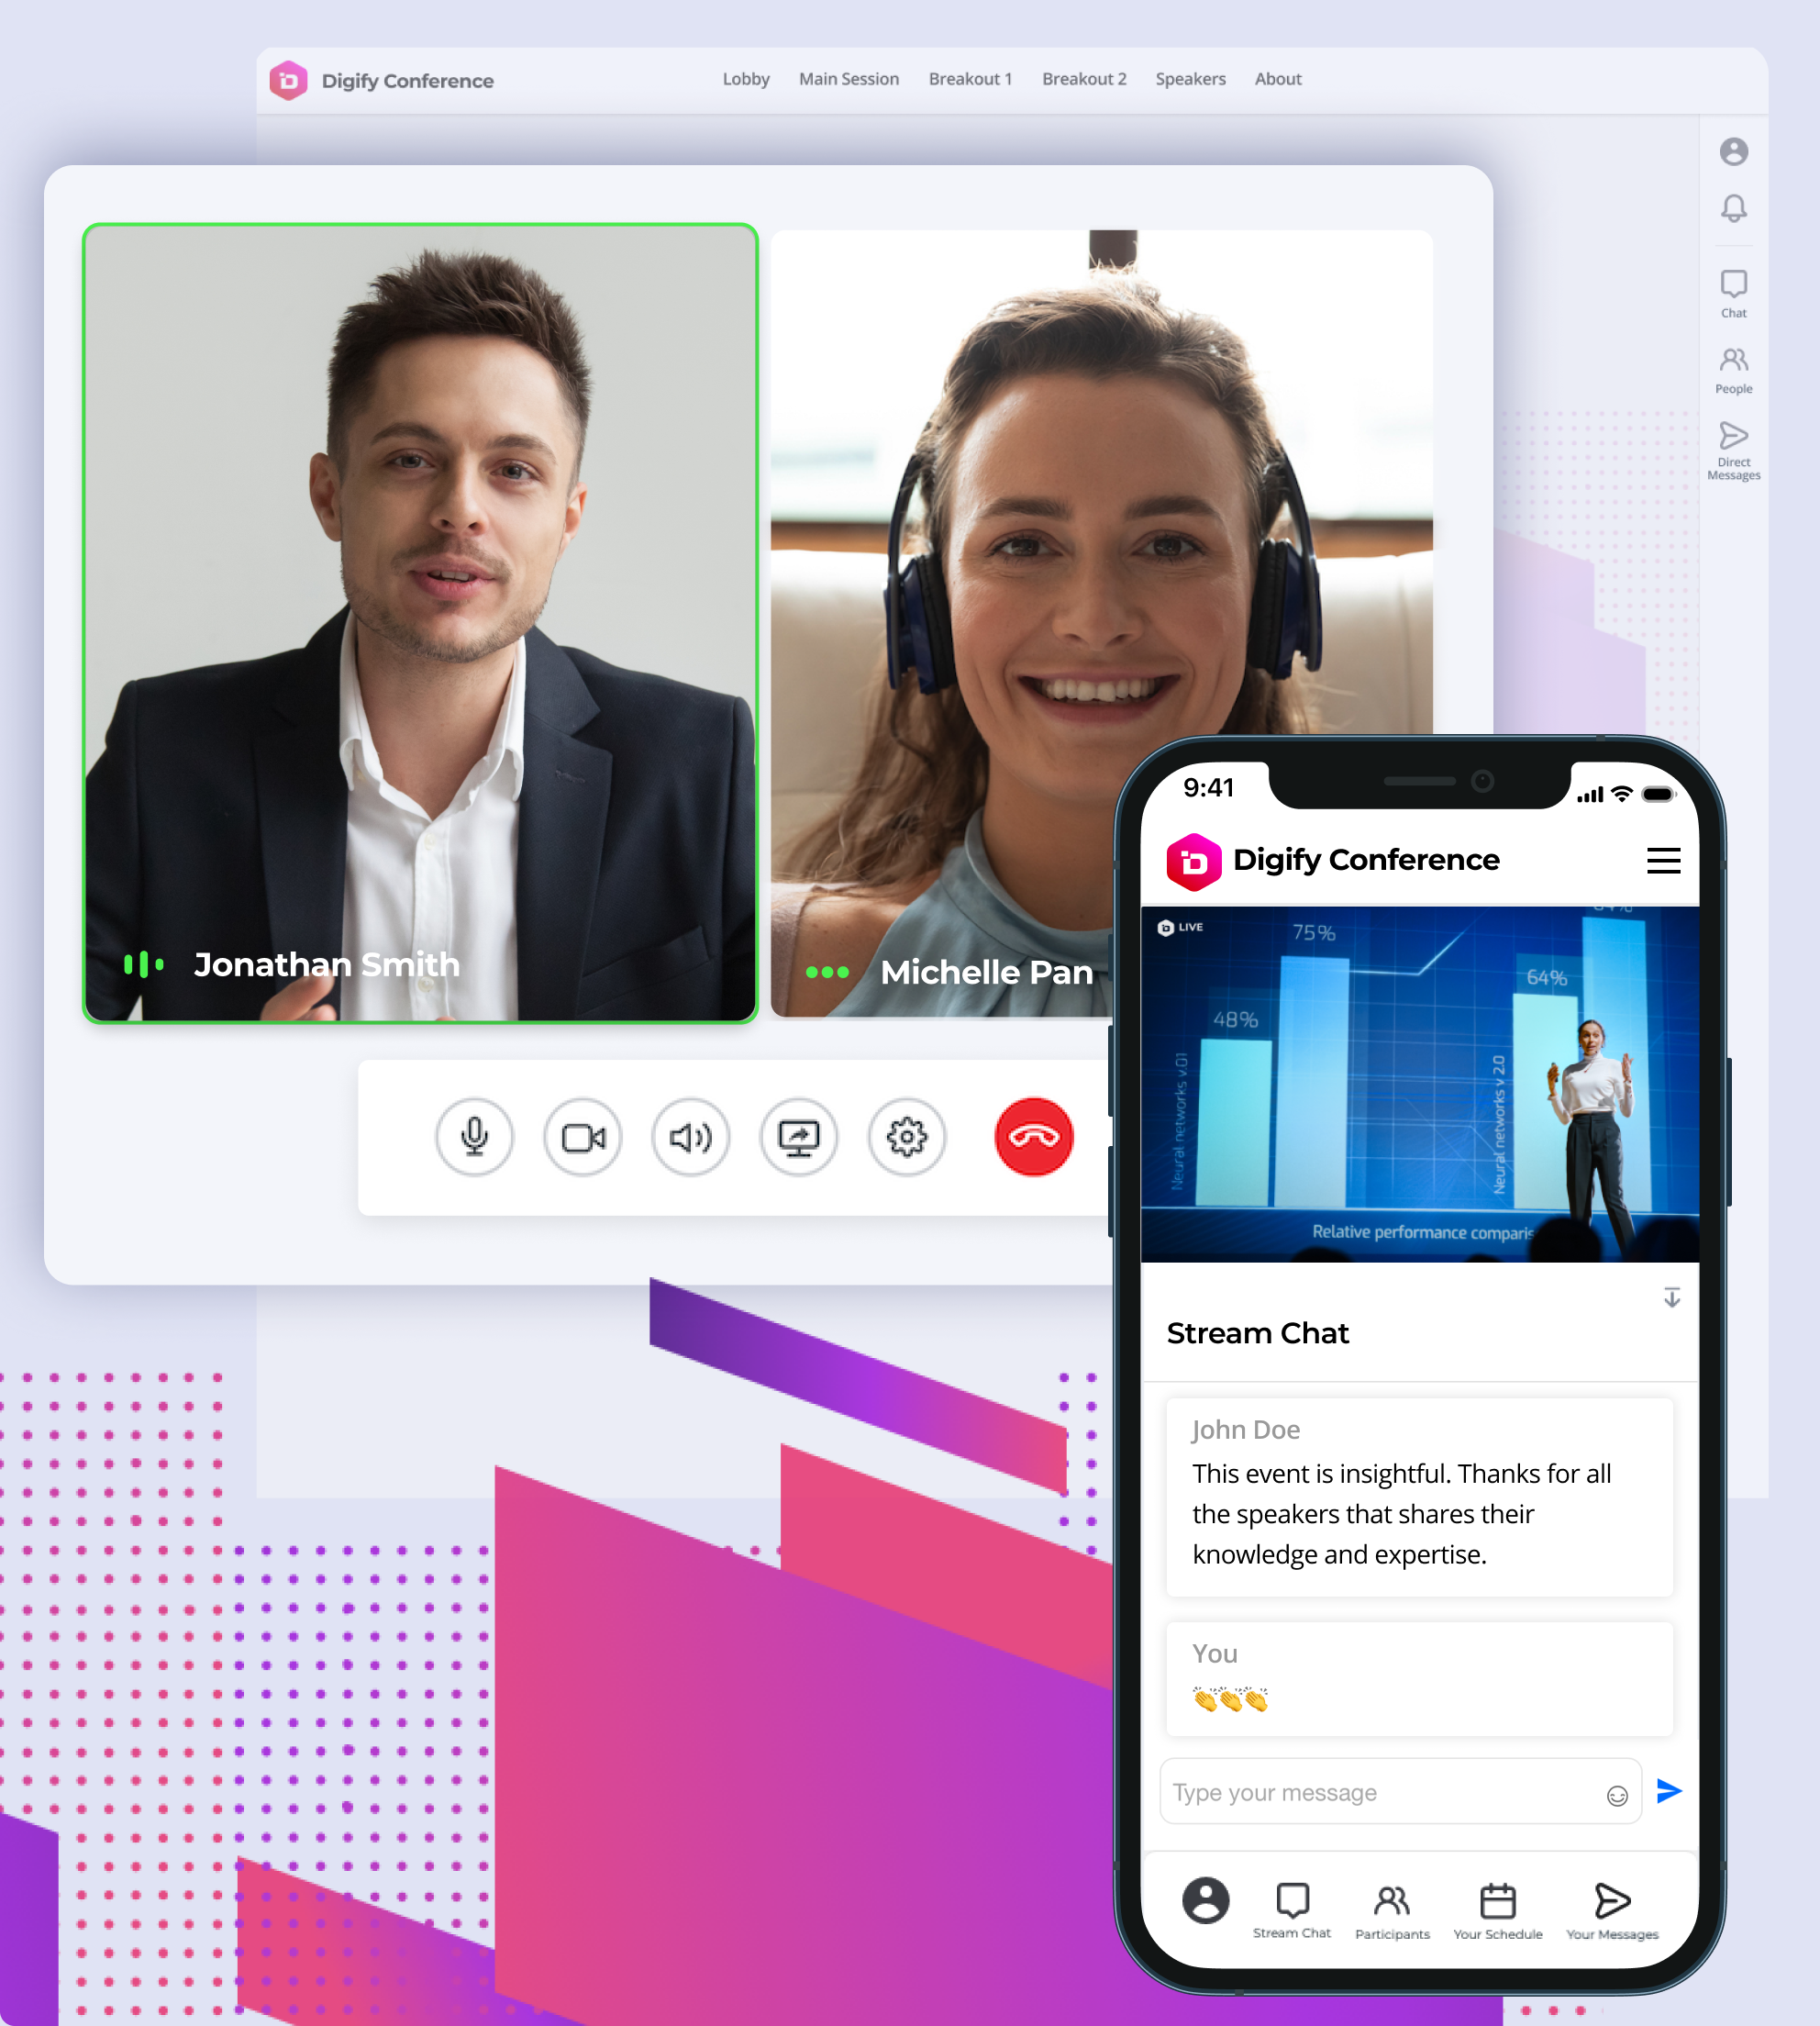 Digify Conference
Lobby
Main Session
Breakout 1
Breakout 2
Speakers
About
Chat
People
Direct
Messages
Jonathan Smith
Michelle Pan
9:41
Digify Conference
LIVE
48%
75%
64%
Neural networks v.01
Neural networks v 2.0
Relative performance
Stream Chat
John Doe
This event is insightful. Thanks for all
the speakers that shares their
knowledge and expertise.
You
👏👏👏
Type your message
Stream Chat
Participants
Your Schedule
Your Messages